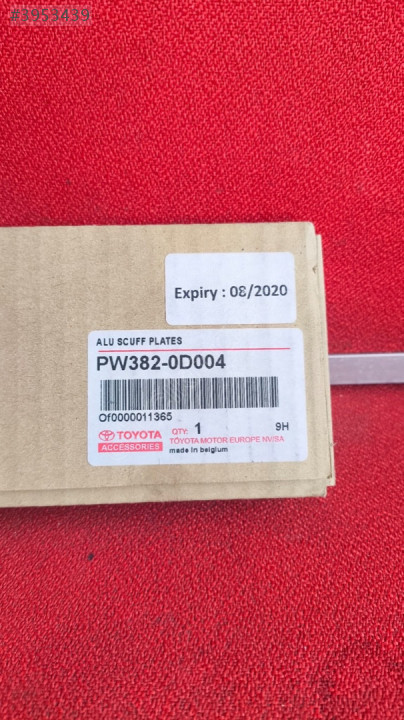 #3953439
Expiry : 08/2020
ALU SCUFF PLATES
PW382-0D004
Of0000011365
QTY. 1
9H
TOYOTA
ACCESSORIES
TOYOTA MOTOR EUROPE NV/SA
made in belgium